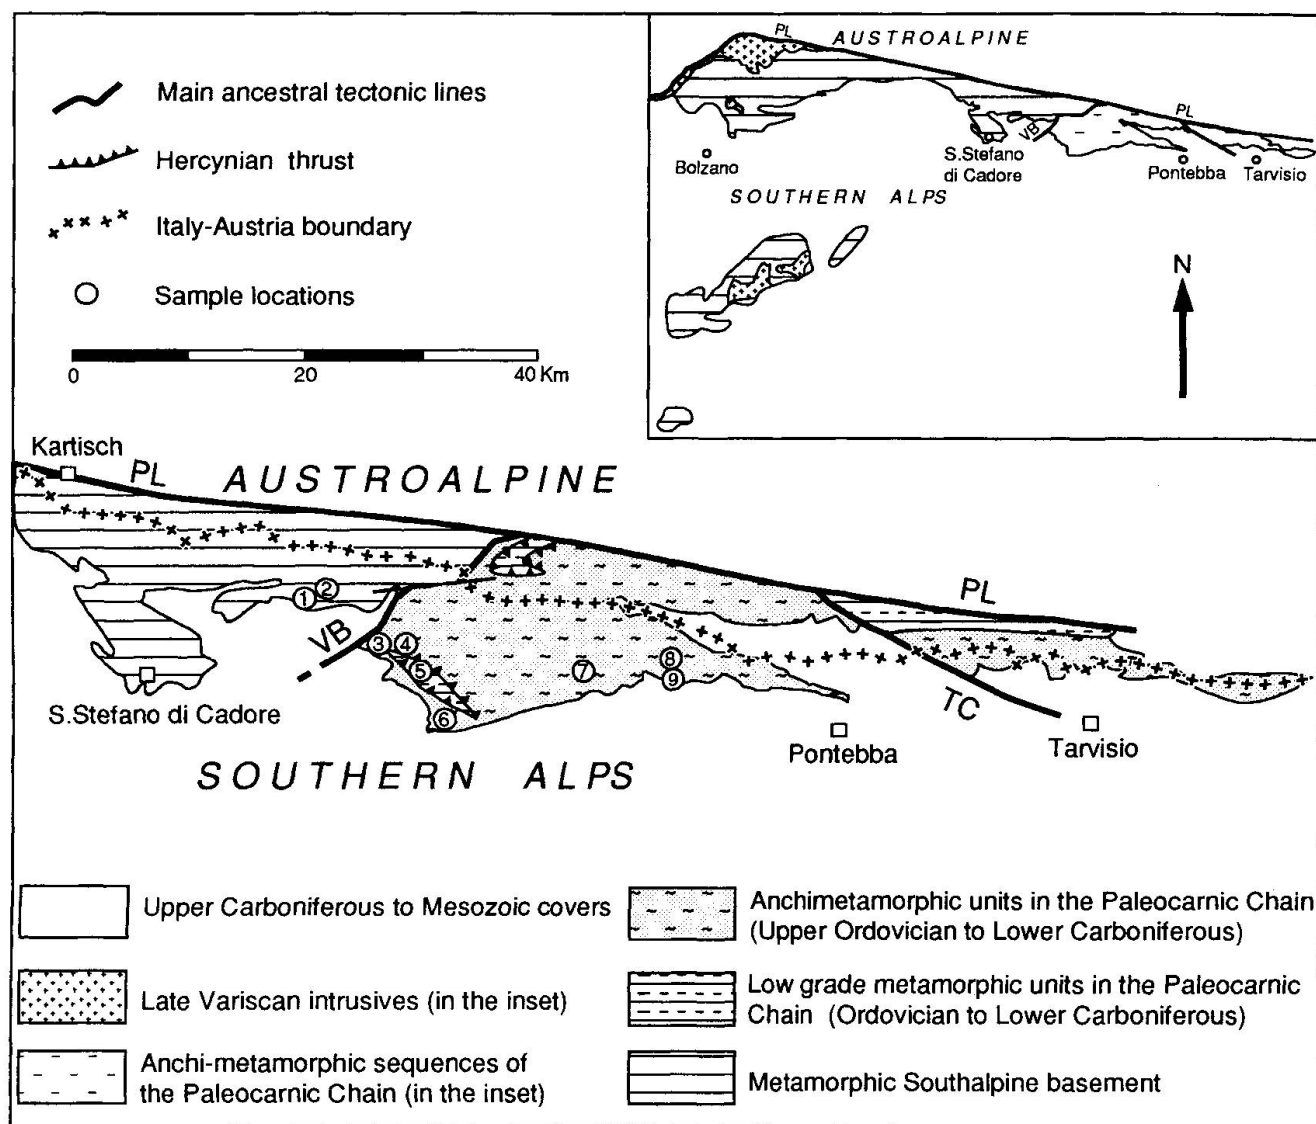 Main ancestral tectonic lines
Hercynian thrust
Italy-Austria boundary
Sample locations
0 20 40 Km
PL
AUSTROALPINE
PL
VB
Bolzano
S.Stefano
di Cadore
Pontebba
Tarvisio
SOUTHERN ALPS
N
Kartisch
PL
AUSTROALPINE
PL
1
2
VB
3
4
5
6
7
8
9
TC
S.Stefano di Cadore
Pontebba
Tarvisio
SOUTHERN ALPS
Upper Carboniferous to Mesozoic covers
Late Variscan intrusives (in the inset)
Anchi-metamorphic sequences of
the Paleocarnic Chain (in the inset)
Anchimetamorphic units in the Paleocarnic Chain
(Upper Ordovician to Lower Carboniferous)
Low grade metamorphic units in the Paleocarnic
Chain (Ordovician to Lower Carboniferous)
Metamorphic Southalpine basement